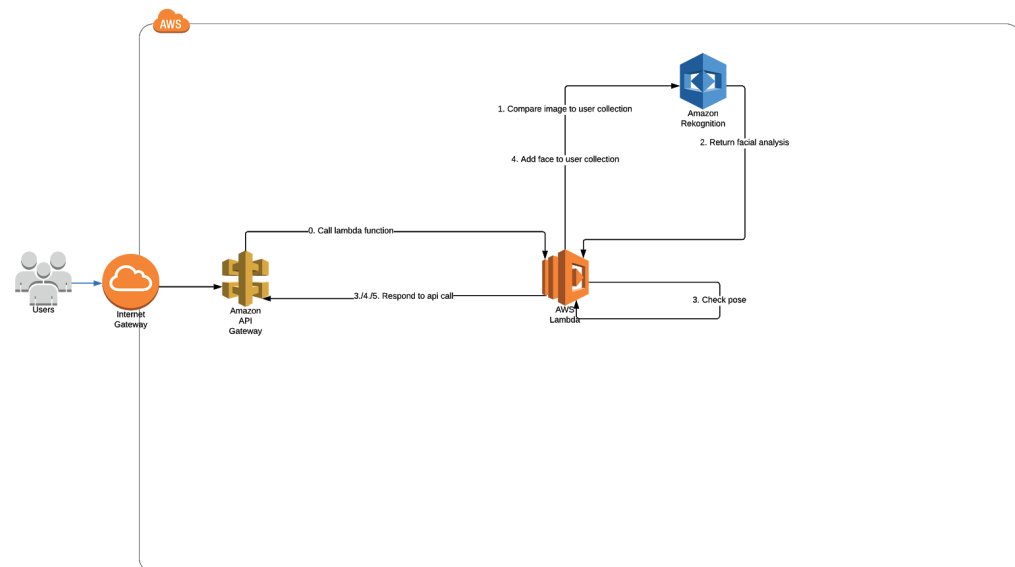 AWS
1. Compare image to user collection
Amazon
Rekognition
2. Return facial analysis
4. Add face to user collection
0. Call lambda function
3./4./5. Respond to api call
3. Check pose
Users
Internet
Gateway
Amazon
API
Gateway
AWS
Lambda